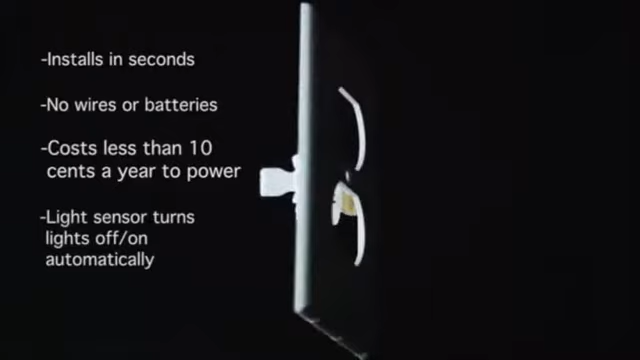 -Installs in seconds
-No wires or batteries
-Costs less than 10
cents a year to power
-Light sensor turns
lights off/on
automatically